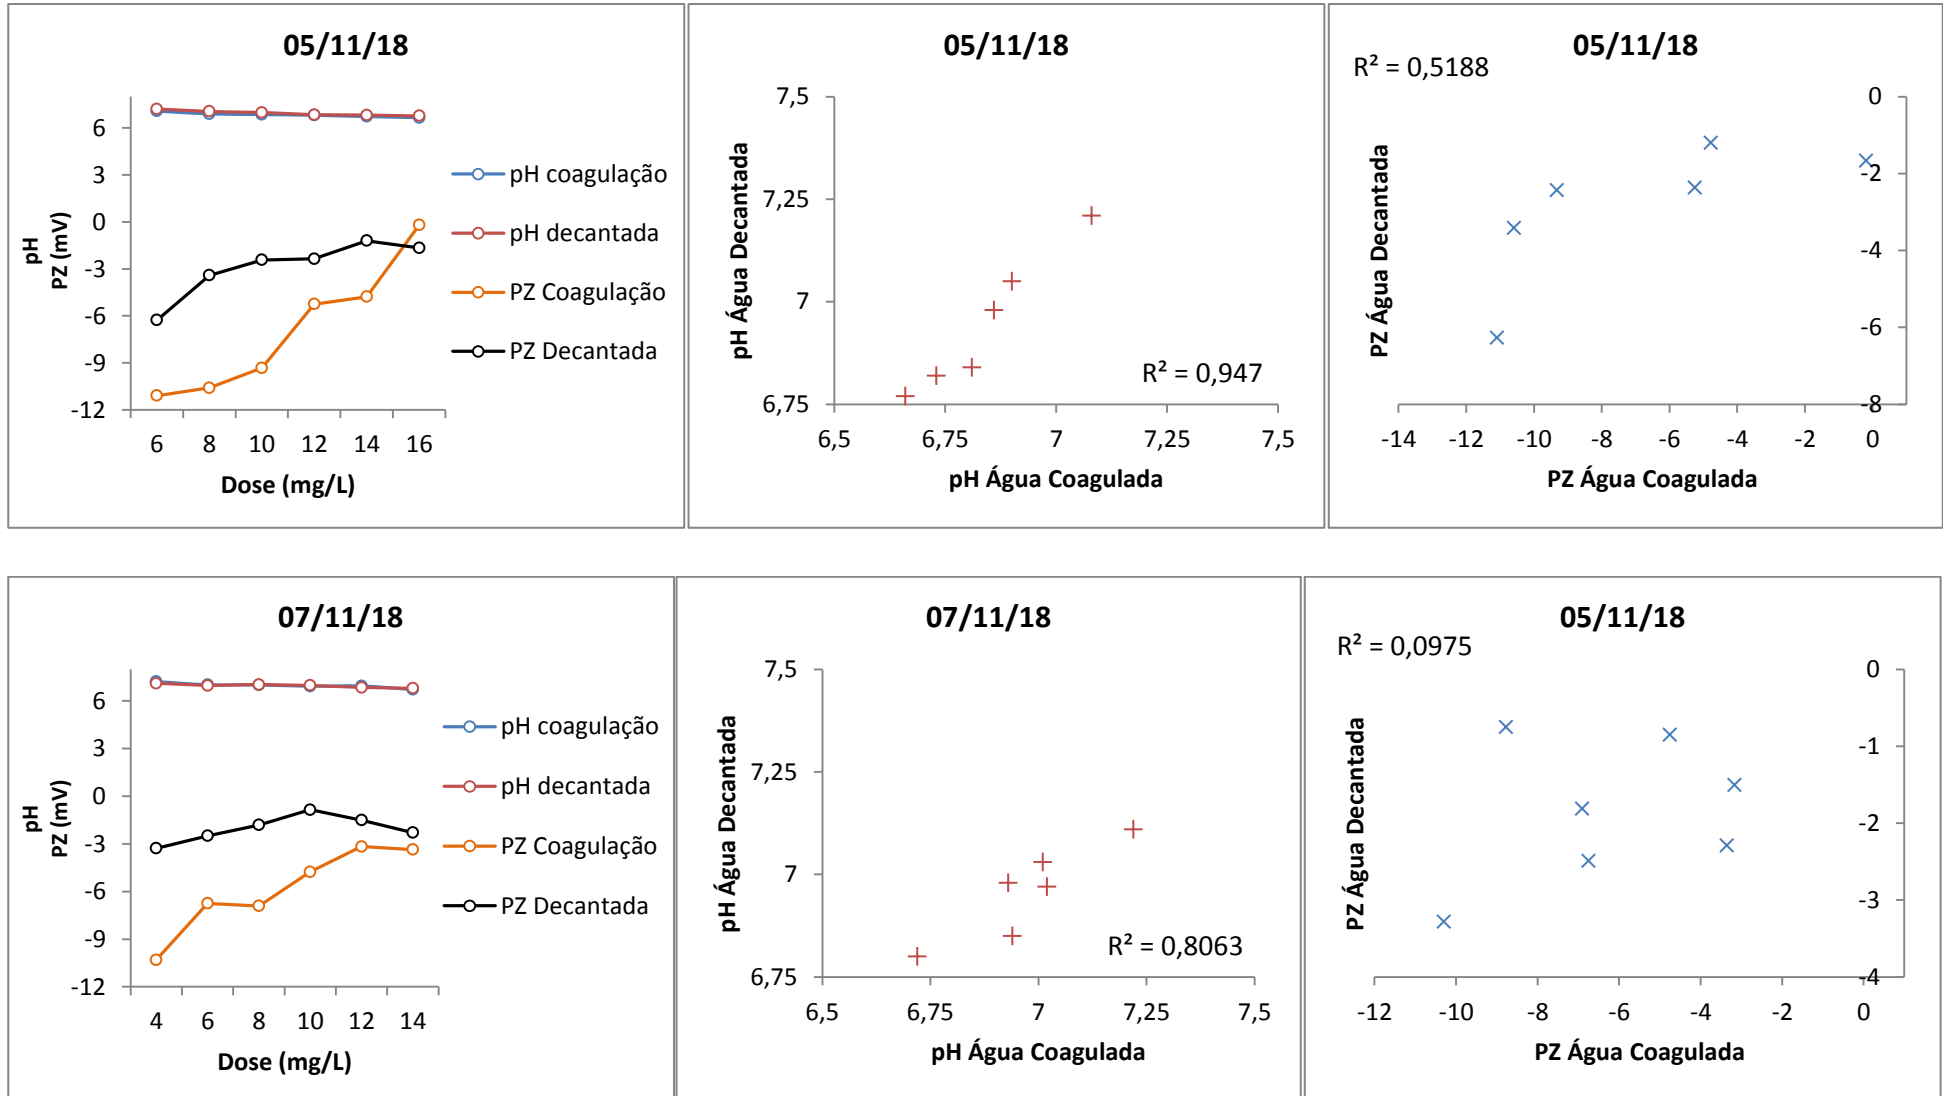 05/11/18
6
3
0
-3
-6
-9
-12
pH
PZ (mV)
6 8 10 12 14 16
Dose (mg/L)
pH coagulação
pH decantada
PZ Coagulação
PZ Decantada
05/11/18
7,5
7,25
7
6,75
pH Água Decantada
R² = 0,947
6,5 6,75 7 7,25 7,5
pH Água Coagulada
05/11/18
R² = 0,5188
0
-2
-4
-6
-8
PZ Água Decantada
-14 -12 -10 -8 -6 -4 -2 0
PZ Água Coagulada
07/11/18
6
3
0
-3
-6
-9
-12
pH
PZ (mV)
4 6 8 10 12 14
Dose (mg/L)
pH coagulação
pH decantada
PZ Coagulação
PZ Decantada
07/11/18
7,5
7,25
7
6,75
pH Água Decantada
R² = 0,8063
6,5 6,75 7 7,25 7,5
pH Água Coagulada
05/11/18
R² = 0,0975
0
-1
-2
-3
-4
PZ Água Decantada
-12 -10 -8 -6 -4 -2 0
PZ Água Coagulada